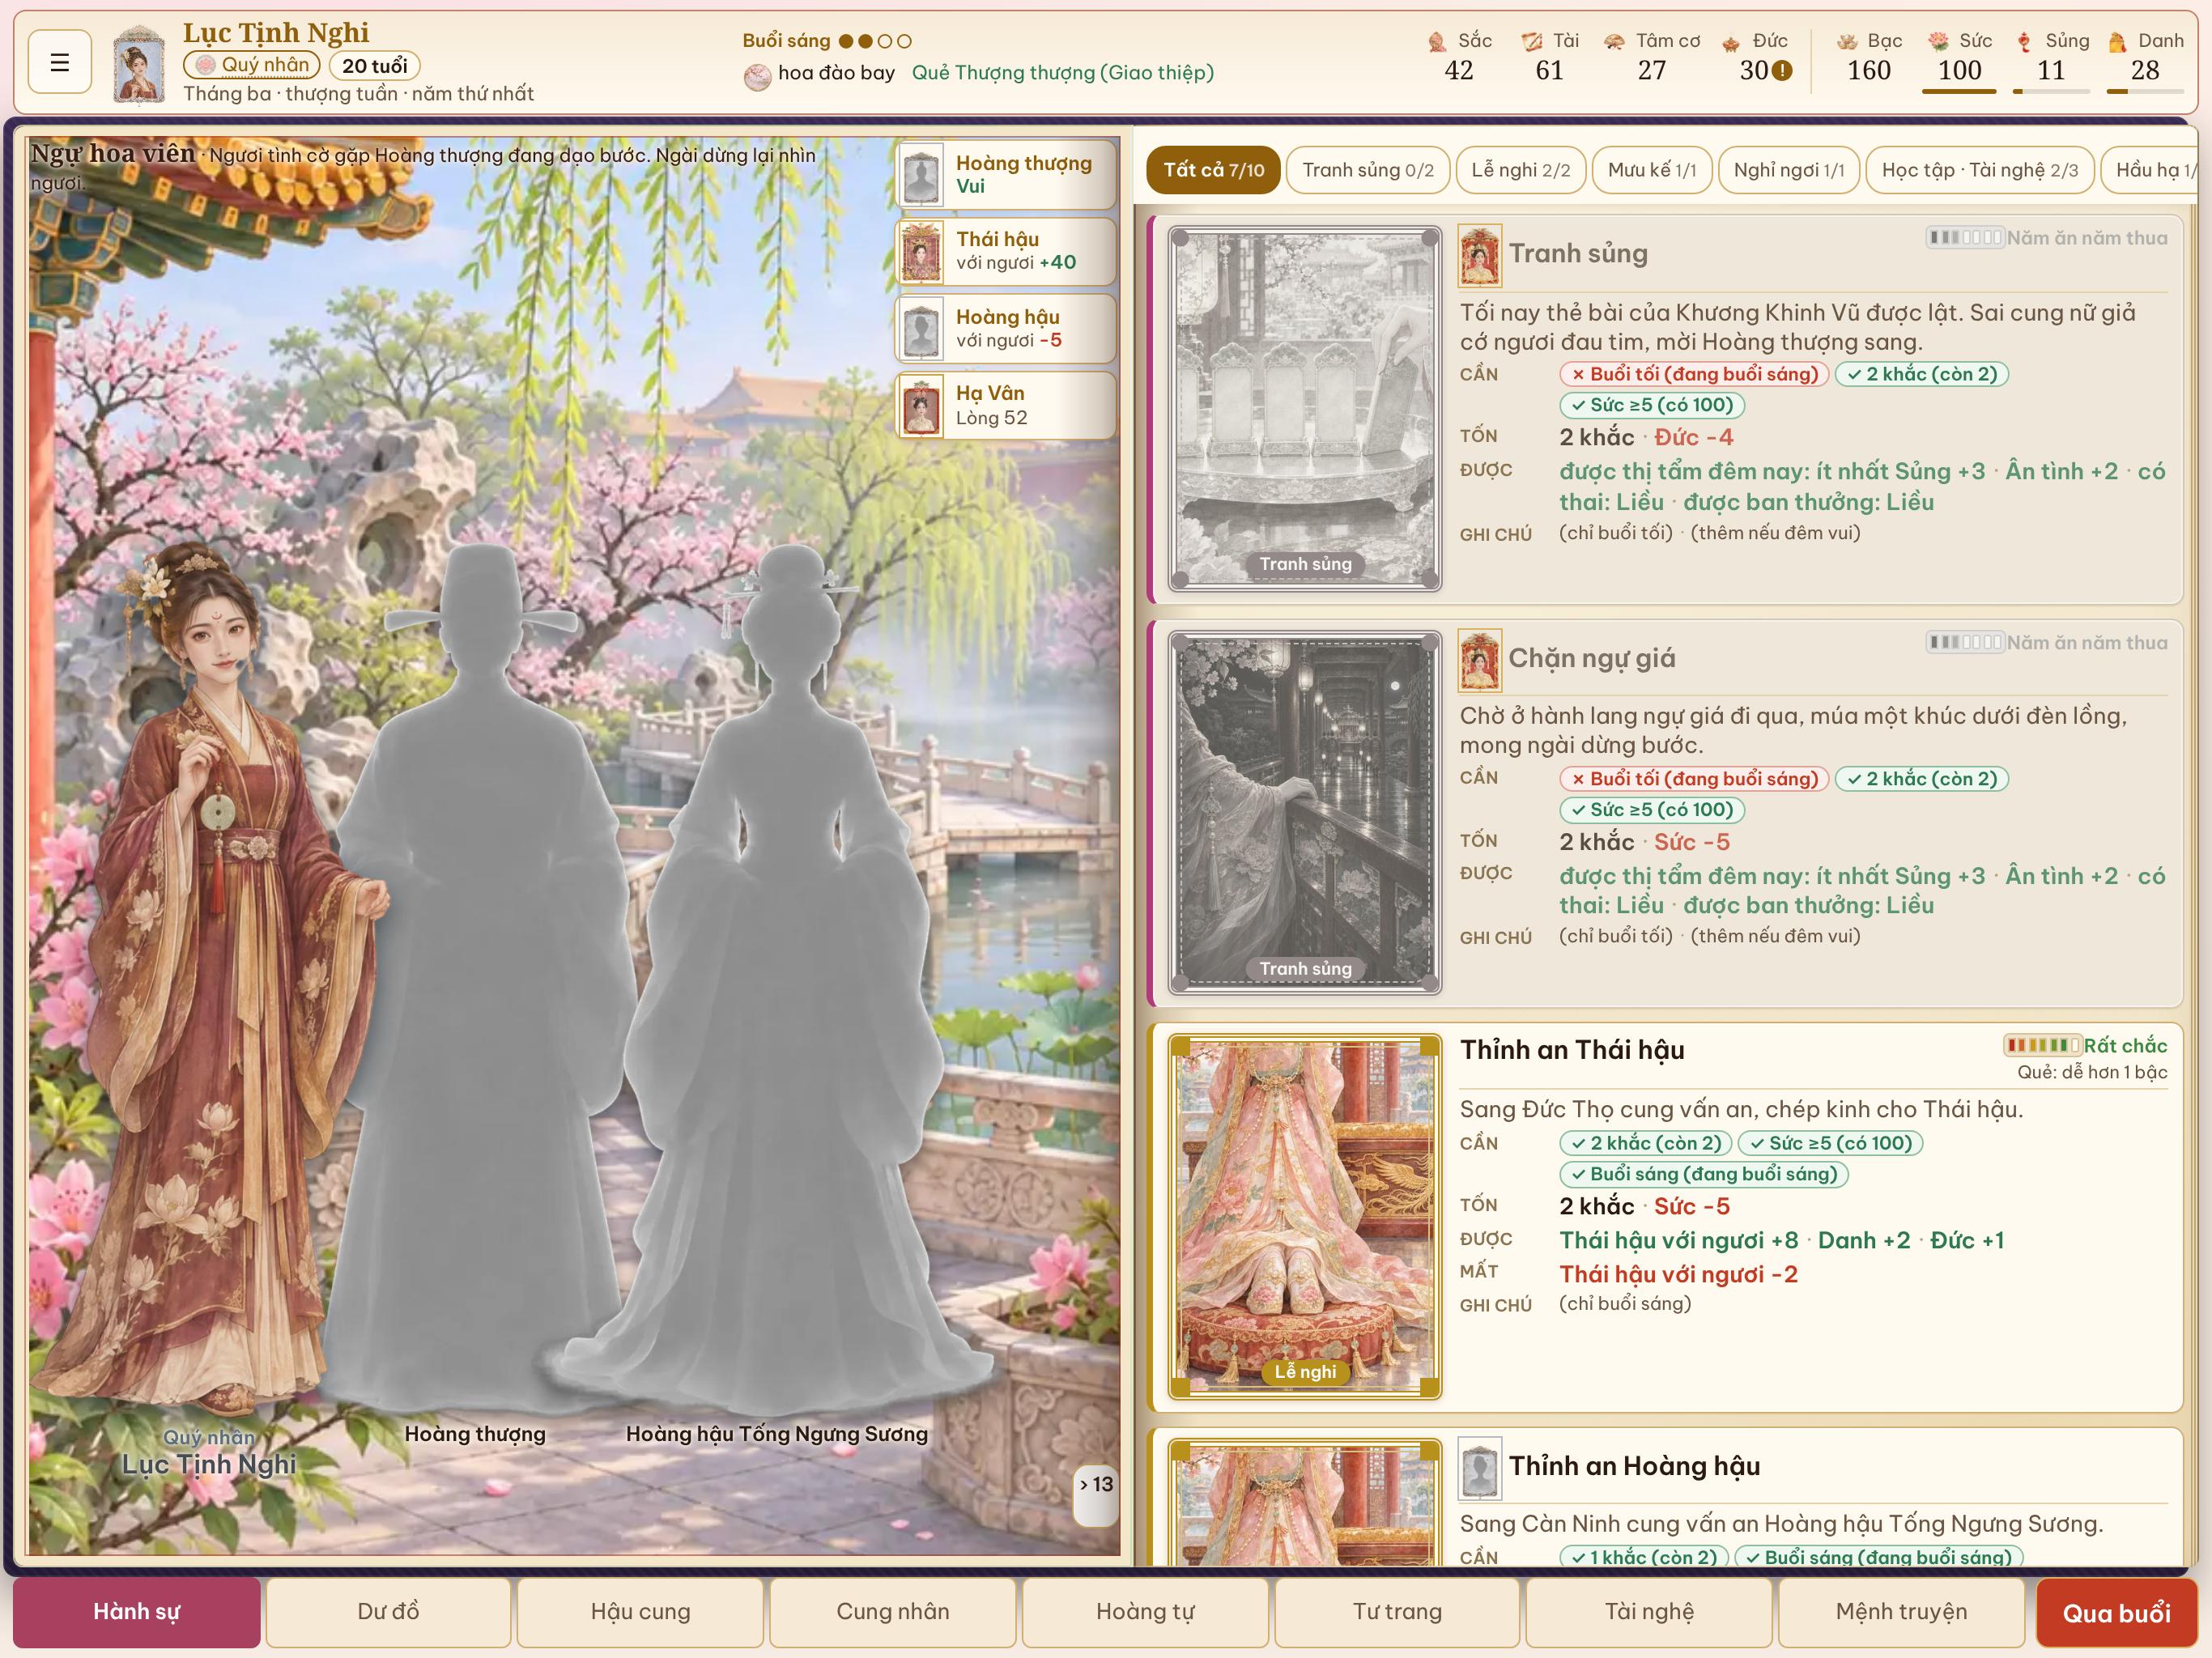 ☰
Lục Tịnh Nghi
Quý nhân 20 tuổi
Tháng ba · thượng tuần · năm thứ nhất
Buổi sáng
hoa đào bay Quẻ Thượng thượng (Giao thiệp)
Sắc Tài Tâm cơ Đức Bạc Sức Sủng Danh
42 61 27 30 ! 160 100 11 28
Ngự hoa viên · Ngươi tình cờ gặp Hoàng thượng đang dạo bước. Ngài dừng lại nhìn
ngươi.
Hoàng thượng
Vui
Thái hậu
với ngươi +40
Hoàng hậu
với ngươi -5
Hạ Vân
Lòng 52
Quý nhân
Lục Tịnh Nghi
Hoàng thượng
Hoàng hậu Tống Ngưng Sương
› 13
Tất cả 7/10
Tranh sủng 0/2
Lễ nghi 2/2
Mưu kế 1/1
Nghỉ ngơi 1/1
Học tập · Tài nghệ 2/3
Hầu hạ 1/
Tranh sủng
Năm ăn năm thua
Tối nay thẻ bài của Khương Khinh Vũ được lật. Sai cung nữ giả
cớ ngươi đau tim, mời Hoàng thượng sang.
CẦN × Buổi tối (đang buổi sáng) ✓ 2 khắc (còn 2)
✓ Sức ≥5 (có 100)
TỐN 2 khắc · Đức -4
ĐƯỢC được thị tẩm đêm nay: ít nhất Sủng +3 · Ân tình +2 · có
thai: Liều · được ban thưởng: Liều
GHI CHÚ (chỉ buổi tối) · (thêm nếu đêm vui)
Tranh sủng
Chặn ngự giá
Năm ăn năm thua
Chờ ở hành lang ngự giá đi qua, múa một khúc dưới đèn lồng,
mong ngài dừng bước.
CẦN × Buổi tối (đang buổi sáng) ✓ 2 khắc (còn 2)
✓ Sức ≥5 (có 100)
TỐN 2 khắc · Sức -5
ĐƯỢC được thị tẩm đêm nay: ít nhất Sủng +3 · Ân tình +2 · có
thai: Liều · được ban thưởng: Liều
GHI CHÚ (chỉ buổi tối) · (thêm nếu đêm vui)
Tranh sủng
Thỉnh an Thái hậu
Rất chắc
Quẻ: dễ hơn 1 bậc
Sang Đức Thọ cung vấn an, chép kinh cho Thái hậu.
CẦN ✓ 2 khắc (còn 2) ✓ Sức ≥5 (có 100)
✓ Buổi sáng (đang buổi sáng)
TỐN 2 khắc · Sức -5
ĐƯỢC Thái hậu với ngươi +8 · Danh +2 · Đức +1
MẤT Thái hậu với ngươi -2
GHI CHÚ (chỉ buổi sáng)
Lễ nghi
Thỉnh an Hoàng hậu
Sang Càn Ninh cung vấn an Hoàng hậu Tống Ngưng Sương.
CẦN ✓ 1 khắc (còn 2) ✓ Buổi sáng (đang buổi sáng)
Hành sự
Dư đồ
Hậu cung
Cung nhân
Hoàng tự
Tư trang
Tài nghệ
Mệnh truyện
Qua buổi